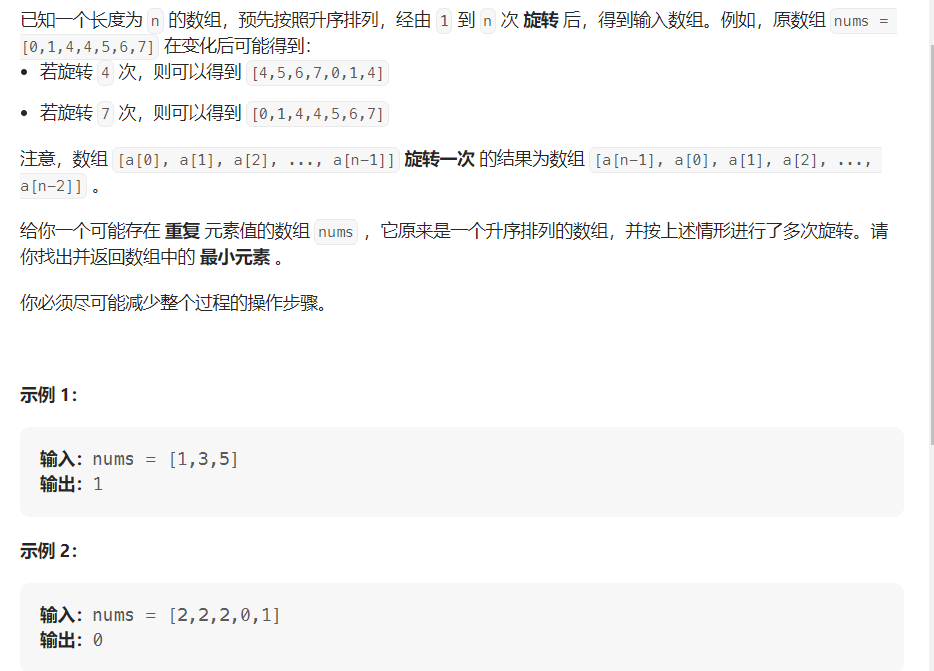 已知一个长度为 n 的数组，预先按照升序排列，经由 1 到 n 次 旋转 后，得到输入数组。例如，原数组 nums =
[0,1,4,4,5,6,7] 在变化后可能得到：
• 若旋转 4 次，则可以得到 [4,5,6,7,0,1,4]
• 若旋转 7 次，则可以得到 [0,1,4,4,5,6,7]
注意，数组 [a[0], a[1], a[2], ..., a[n-1]] 旋转一次 的结果为数组 [a[n-1], a[0], a[1], a[2], ...,
a[n-2]] 。
给你一个可能存在 重复 元素值的数组 nums ，它原来是一个升序排列的数组，并按上述情形进行了多次旋转。请
你找出并返回数组中的 最小元素 。
你必须尽可能减少整个过程的操作步骤。
示例 1：
输入：nums = [1,3,5]
输出：1
示例 2：
输入：nums = [2,2,2,0,1]
输出：0